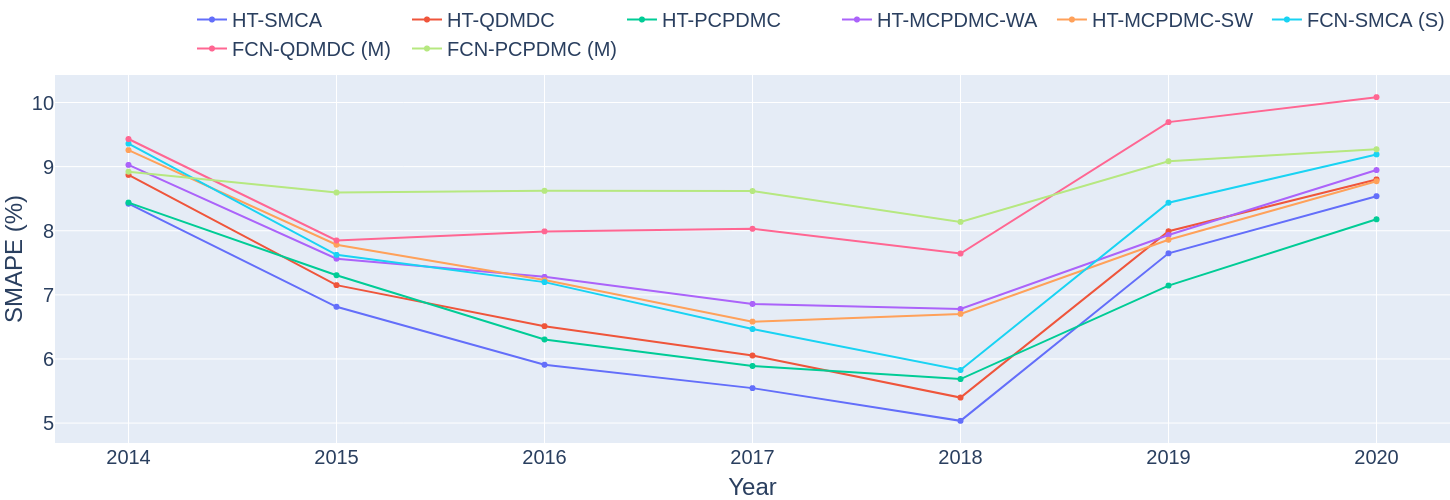 HT-SMCA HT-QDMDC HT-PCPDMC HT-MCPDMC-WA HT-MCPDMC-SW FCN-SMCA (S)
FCN-QDMDC (M) FCN-PCPDMC (M)
10
9
8
7
6
5
SMAPE (%)
2014 2015 2016 2017 2018 2019 2020
Year